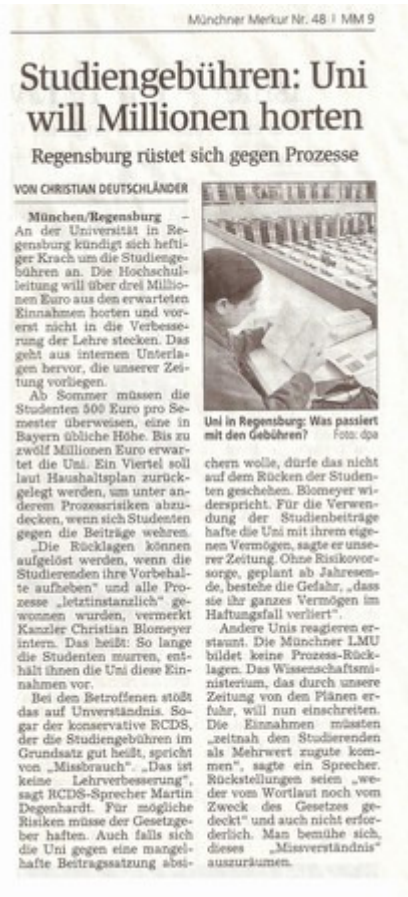 Münchner Merkur Nr. 48 | MM 9
Studiengebühren: Uni
will Millionen horten
Regensburg rüstet sich gegen Prozesse
VON CHRISTIAN DEUTSCHLÄNDER
München/Regensburg –
An der Universität in Re-
gensburg kündigt sich hefti-
ger Krach um die Studienge-
bühren an. Die Hochschul-
leitung will über drei Millio-
nen Euro aus den erwarteten
Einnahmen horten und vor-
erst nicht in die Verbesse-
rung der Lehre stecken. Das
geht aus internen Unterla-
gen hervor, die unserer Zei-
tung vorliegen.
Ab Sommer müssen die
Studenten 500 Euro pro Se-
mester überweisen, eine in
Bayern übliche Höhe. Bis zu
zwölf Millionen Euro erwar-
tet die Uni. Ein Viertel soll
laut Haushaltsplan zurück-
gelegt werden, um unter an-
derem Prozessrisiken abzu-
decken, wenn sich Studenten
gegen die Beiträge wehren.
„Die Rücklagen können
aufgelöst werden, wenn die
Studierenden ihre Vorbehal-
te aufheben“ und alle Pro-
zesse „letztinstanzlich“ ge-
wonnen wurden, vermerkt
Kanzler Christian Blomeyer
intern. Das heißt: So lange
die Studenten murren, ent-
hält ihnen die Uni diese Ein-
nahmen vor.
Bei den Betroffenen stößt
das auf Unverständnis. So-
gar der konservative RCDS,
der die Studiengebühren im
Grundsatz gut heißt, spricht
von „Missbrauch“. „Das ist
keine Lehrverbesserung“,
sagt RCDS-Sprecher Martin
Degenhardt. Für mögliche
Risiken müsse der Gesetzge-
ber haften. Auch falls sich
die Uni gegen eine mangel-
hafte Beitragssatzung absi-
Uni in Regensburg: Was passiert
mit den Gebühren? Foto: dpa
chern wolle, dürfe das nicht
auf dem Rücken der Studen-
ten geschehen. Blomeyer wi-
derspricht. Für die Verwen-
dung der Studienbeiträge
hafte die Uni mit ihrem eige-
nen Vermögen, sagte er unse-
rer Zeitung. Ohne Risikovor-
sorge, geplant ab Jahresen-
de, bestehe die Gefahr, „dass
sie ihr ganzes Vermögen im
Haftungsfall verliert“.
Andere Unis reagieren er-
staunt. Die Münchner LMU
bildet keine Prozess-Rück-
lagen. Das Wissenschaftsmi-
nisterium, das durch unsere
Zeitung von den Plänen er-
fuhr, will nun einschreiten.
Die Einnahmen müssten
„zeitnah den Studierenden
als Mehrwert zugute kom-
men“, sagte ein Sprecher.
Rückstellungen seien „we-
der vom Wortlaut noch vom
Zweck des Gesetzes ge-
deckt“ und auch nicht erfor-
derlich. Man bemühe sich,
dieses „Missverständnis“
auszuräumen.